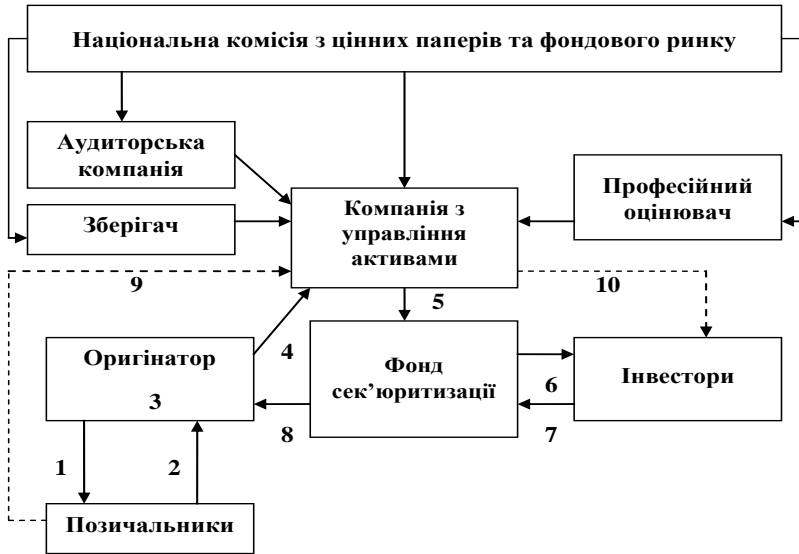 Національна комісія з цінних паперів та фондового ринку
Аудиторська
компанія
Зберігач
Компанія з
управління
активами
Професійний
оцінювач
9
10
5
Оригінатор
3
4
Фонд
сек’юритизації
6
Інвестори
8
7
1
2
Позичальники